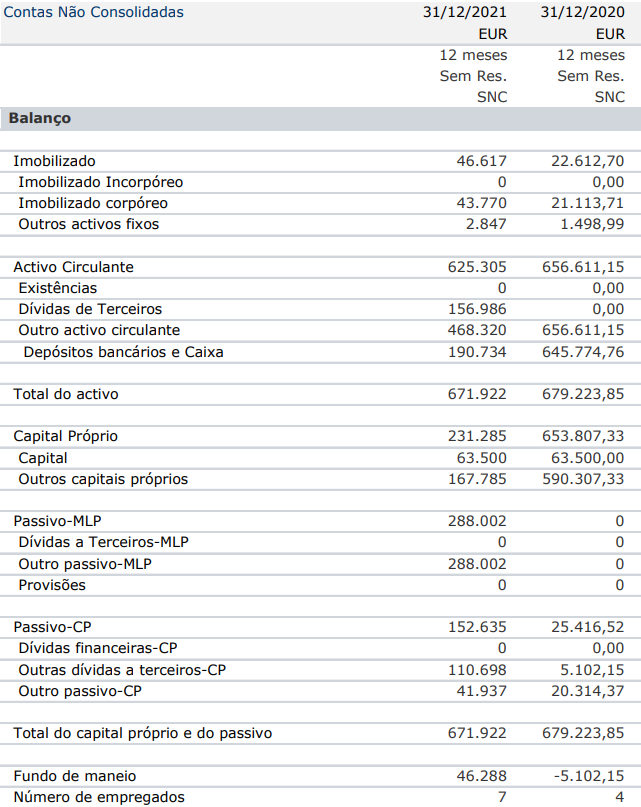 Contas Não Consolidadas 31/12/2021 31/12/2020
EUR EUR
12 meses 12 meses
Sem Res. Sem Res.
SNC SNC
Balanço
Imobilizado 46.617 22.612,70
Imobilizado Incorpóreo 0 0,00
Imobilizado corpóreo 43.770 21.113,71
Outros activos fixos 2.847 1.498,99
Activo Circulante 625.305 656.611,15
Existências 0 0,00
Dívidas de Terceiros 156.986 0,00
Outro activo circulante 468.320 656.611,15
Depósitos bancários e Caixa 190.734 645.774,76
Total do activo 671.922 679.223,85
Capital Próprio 231.285 653.807,33
Capital 63.500 63.500,00
Outros capitais próprios 167.785 590.307,33
Passivo-MLP 288.002 0
Dívidas a Terceiros-MLP 0 0
Outro passivo-MLP 288.002 0
Provisões 0 0
Passivo-CP 152.635 25.416,52
Dívidas financeiras-CP 0 0,00
Outras dívidas a terceiros-CP 110.698 5.102,15
Outro passivo-CP 41.937 20.314,37
Total do capital próprio e do passivo 671.922 679.223,85
Fundo de maneio 46.288 -5.102,15
Número de empregados 7 4